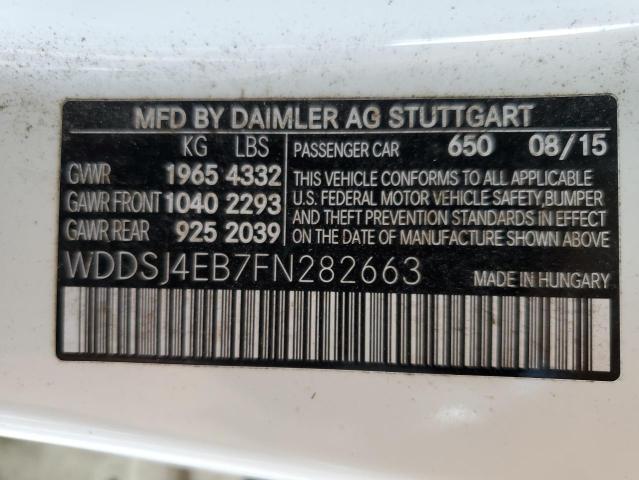 MFD BY DAIMLER AG STUTTGART
KG LBS
GVWR 1965 4332
GAWR FRONT 1040 2293
GAWR REAR 925 2039
PASSENGER CAR 650 08/15
THIS VEHICLE CONFORMS TO ALL APPLICABLE
U.S. FEDERAL MOTOR VEHICLE SAFETY,BUMPER
AND THEFT PREVENTION STANDARDS IN EFFECT
ON THE DATE OF MANUFACTURE SHOWN ABOVE
WDDSJ4EB7FN282663 MADE IN HUNGARY